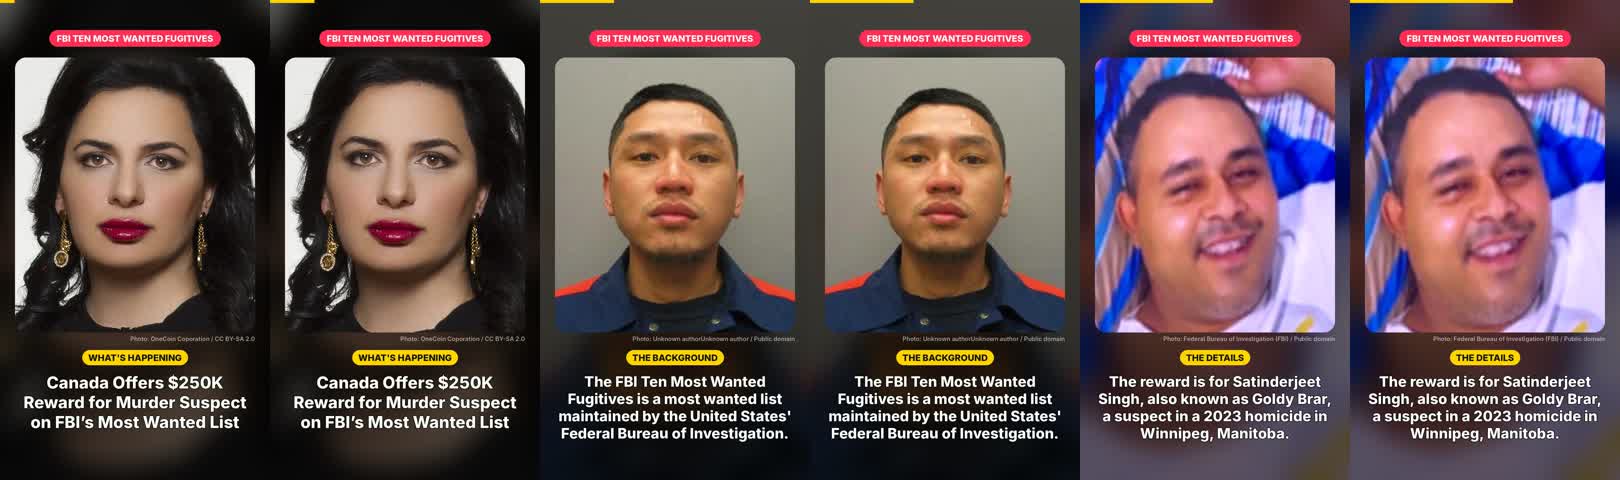 FBI TEN MOST WANTED FUGITIVES
Photo: OneCoin Coporation / CC BY-SA 2.0
WHAT'S HAPPENING
Canada Offers $250K
Reward for Murder Suspect
on FBI's Most Wanted List
FBI TEN MOST WANTED FUGITIVES
Photo: OneCoin Coporation / CC BY-SA 2.0
WHAT'S HAPPENING
Canada Offers $250K
Reward for Murder Suspect
on FBI's Most Wanted List
FBI TEN MOST WANTED FUGITIVES
Photo: Unknown authorUnknown author / Public domain
THE BACKGROUND
The FBI Ten Most Wanted
Fugitives is a most wanted list
maintained by the United States'
Federal Bureau of Investigation.
FBI TEN MOST WANTED FUGITIVES
Photo: Unknown authorUnknown author / Public domain
THE BACKGROUND
The FBI Ten Most Wanted
Fugitives is a most wanted list
maintained by the United States'
Federal Bureau of Investigation.
FBI TEN MOST WANTED FUGITIVES
Photo: Federal Bureau of Investigation (FBI) / Public domain
THE DETAILS
The reward is for Satinderjeet
Singh, also known as Goldy Brar,
a suspect in a 2023 homicide in
Winnipeg, Manitoba.
FBI TEN MOST WANTED FUGITIVES
Photo: Federal Bureau of Investigation (FBI) / Public domain
THE DETAILS
The reward is for Satinderjeet
Singh, also known as Goldy Brar,
a suspect in a 2023 homicide in
Winnipeg, Manitoba.